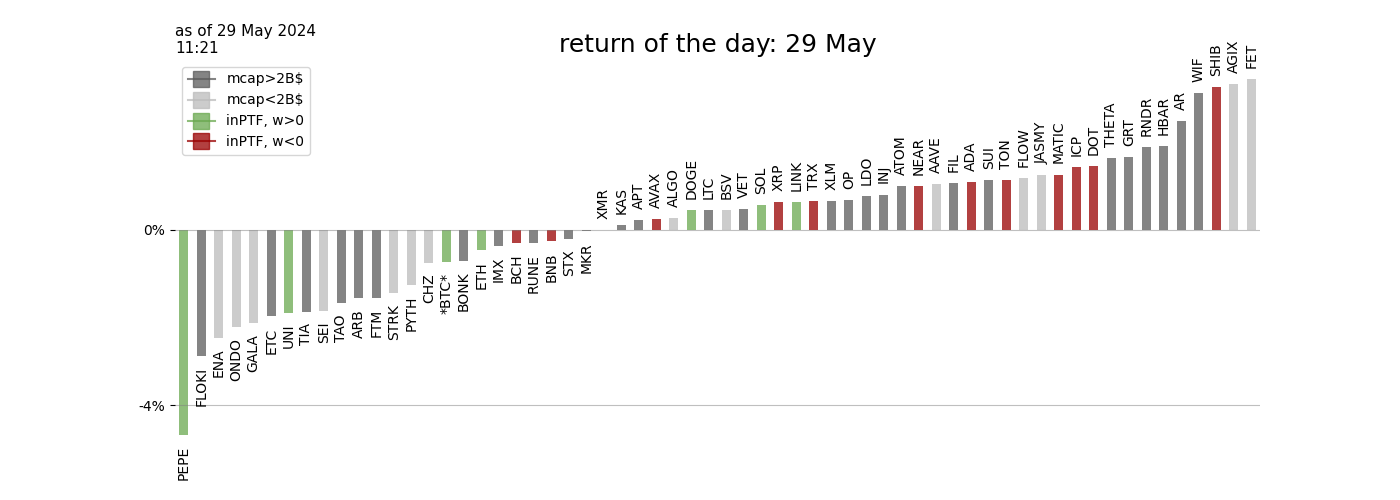 as of 29 May 2024
11:21
return of the day: 29 May
mcap>2B$
mcap<2B$
inPTF, w>0
inPTF, w<0
0%
-4%
PEPE
FLOKI
ENA
ONDO
GALA
ETC
UNI
TIA
SEI
TAO
ARB
FTM
STRK
PYTH
CHZ
*BTC*
BONK
ETH
IMX
BCH
RUNE
BNB
STX
MKR
XMR
KAS
APT
AVAX
ALGO
DOGE
LTC
BSV
VET
SOL
XRP
LINK
TRX
XLM
OP
LDO
INJ
ATOM
NEAR
AAVE
FIL
ADA
SUI
TON
FLOW
JASMY
MATIC
ICP
DOT
THETA
GRT
RNDR
HBAR
AR
WIF
SHIB
AGIX
FET